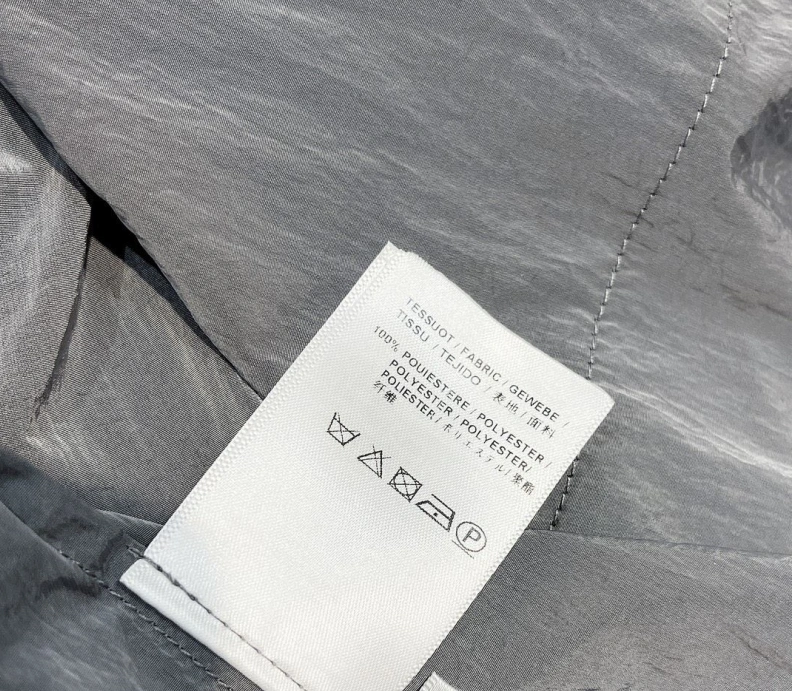 TESSUOT / FABRIC / GEWEBE /
TISSU / TEJIDO / 表地 / 面料
100% POUIESTERE / POLYESTER /
POLYESTER / POLYESTER/
POLIESTER / ポリエステル/ 聚酯
纤维
P